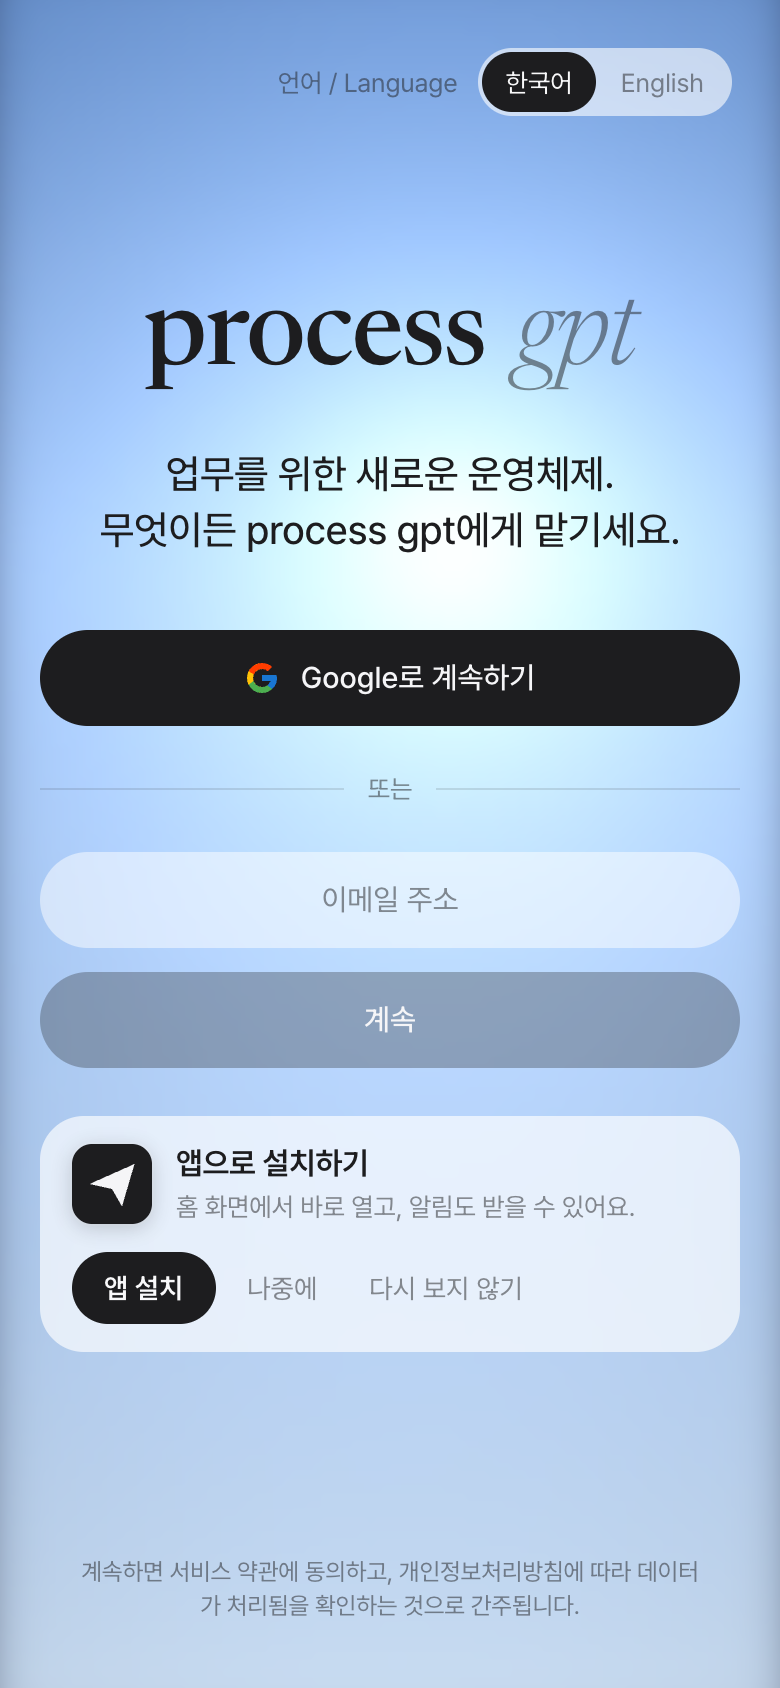 언어 / Language 한국어 English
process gpt
업무를 위한 새로운 운영체제.
무엇이든 process gpt에게 맡기세요.
Google로 계속하기
또는
이메일 주소
계속
앱으로 설치하기
홈 화면에서 바로 열고, 알림도 받을 수 있어요.
앱 설치 나중에 다시 보지 않기
계속하면 서비스 약관에 동의하고, 개인정보처리방침에 따라 데이터
가 처리됨을 확인하는 것으로 간주됩니다.